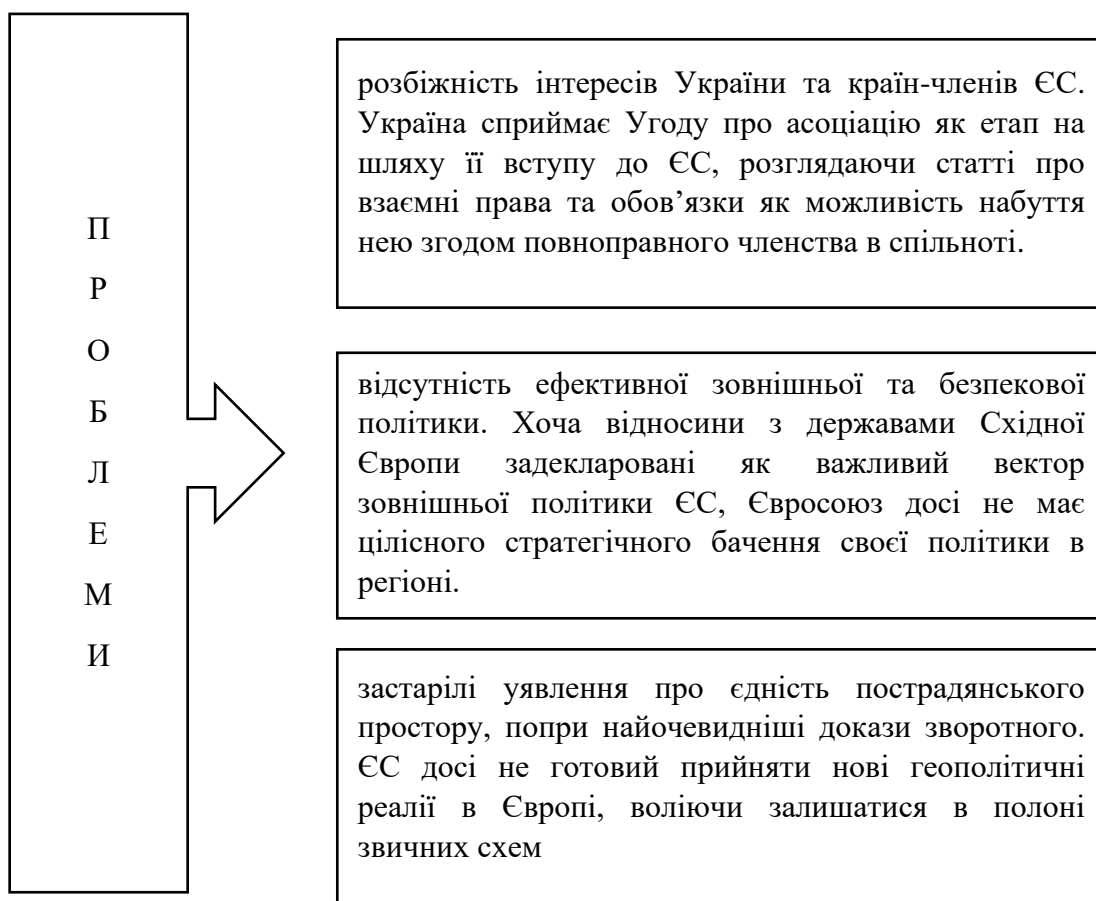 П
Р
О
Б
Л
Е
М
И
розбіжність інтересів України та країн-членів ЄС.
Україна сприймає Угоду про асоціацію як етап на
шляху її вступу до ЄС, розглядаючи статті про
взаємні права та обов’язки як можливість набуття
нею згодом повноправного членства в спільноті.
відсутність ефективної зовнішньої та безпекової
політики. Хоча відносини з державами Східної
Європи задекларовані як важливий вектор
зовнішньої політики ЄС, Євросоюз досі не має
цілісного стратегічного бачення своєї політики в
регіоні.
застарілі уявлення про єдність пострадянського
простору, попри найочевидніші докази зворотного.
ЄС досі не готовий прийняти нові геополітичні
реалії в Європі, воліючи залишатися в полоні
звичних схем